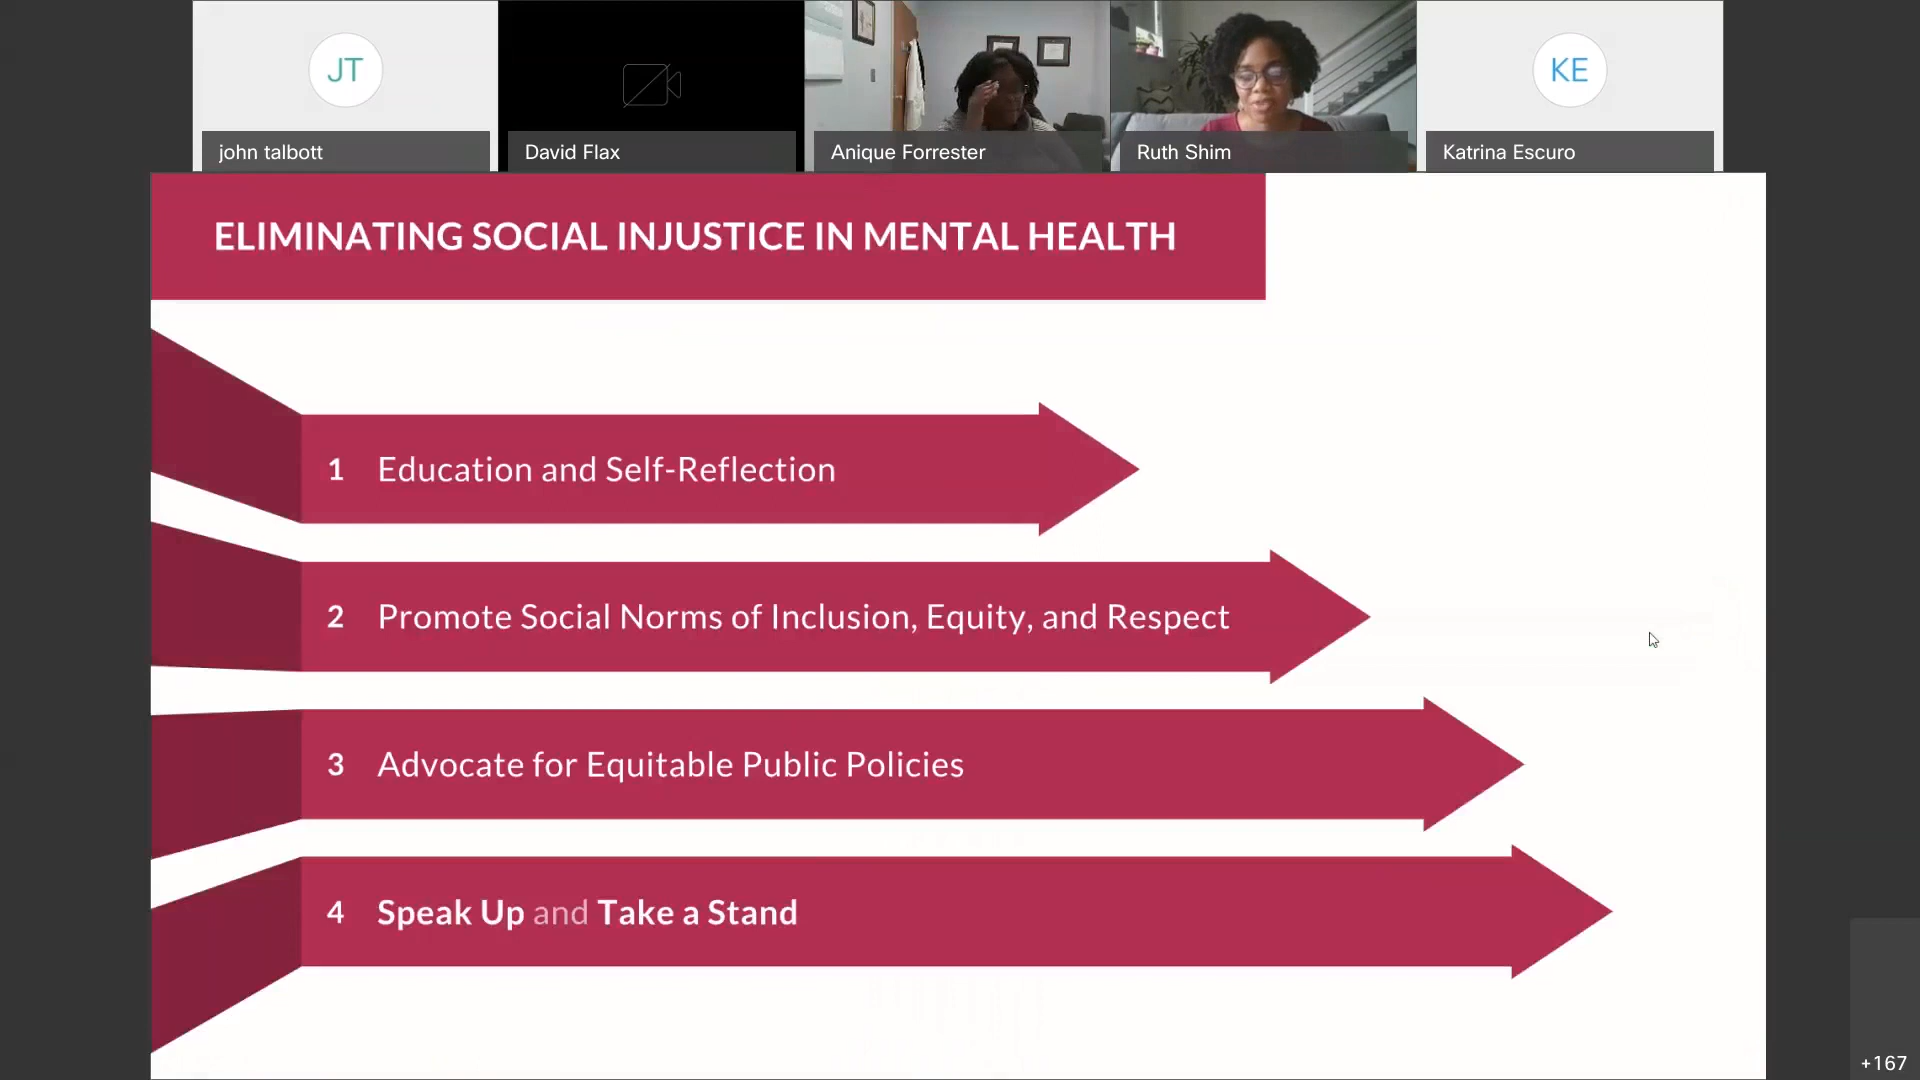 JT
KE
john talbott
David Flax
Anique Forrester
Ruth Shim
Katrina Escuro
ELIMINATING SOCIAL INJUSTICE IN MENTAL HEALTH
1 Education and Self-Reflection
2 Promote Social Norms of Inclusion, Equity, and Respect
3 Advocate for Equitable Public Policies
4 Speak Up and Take a Stand
+167